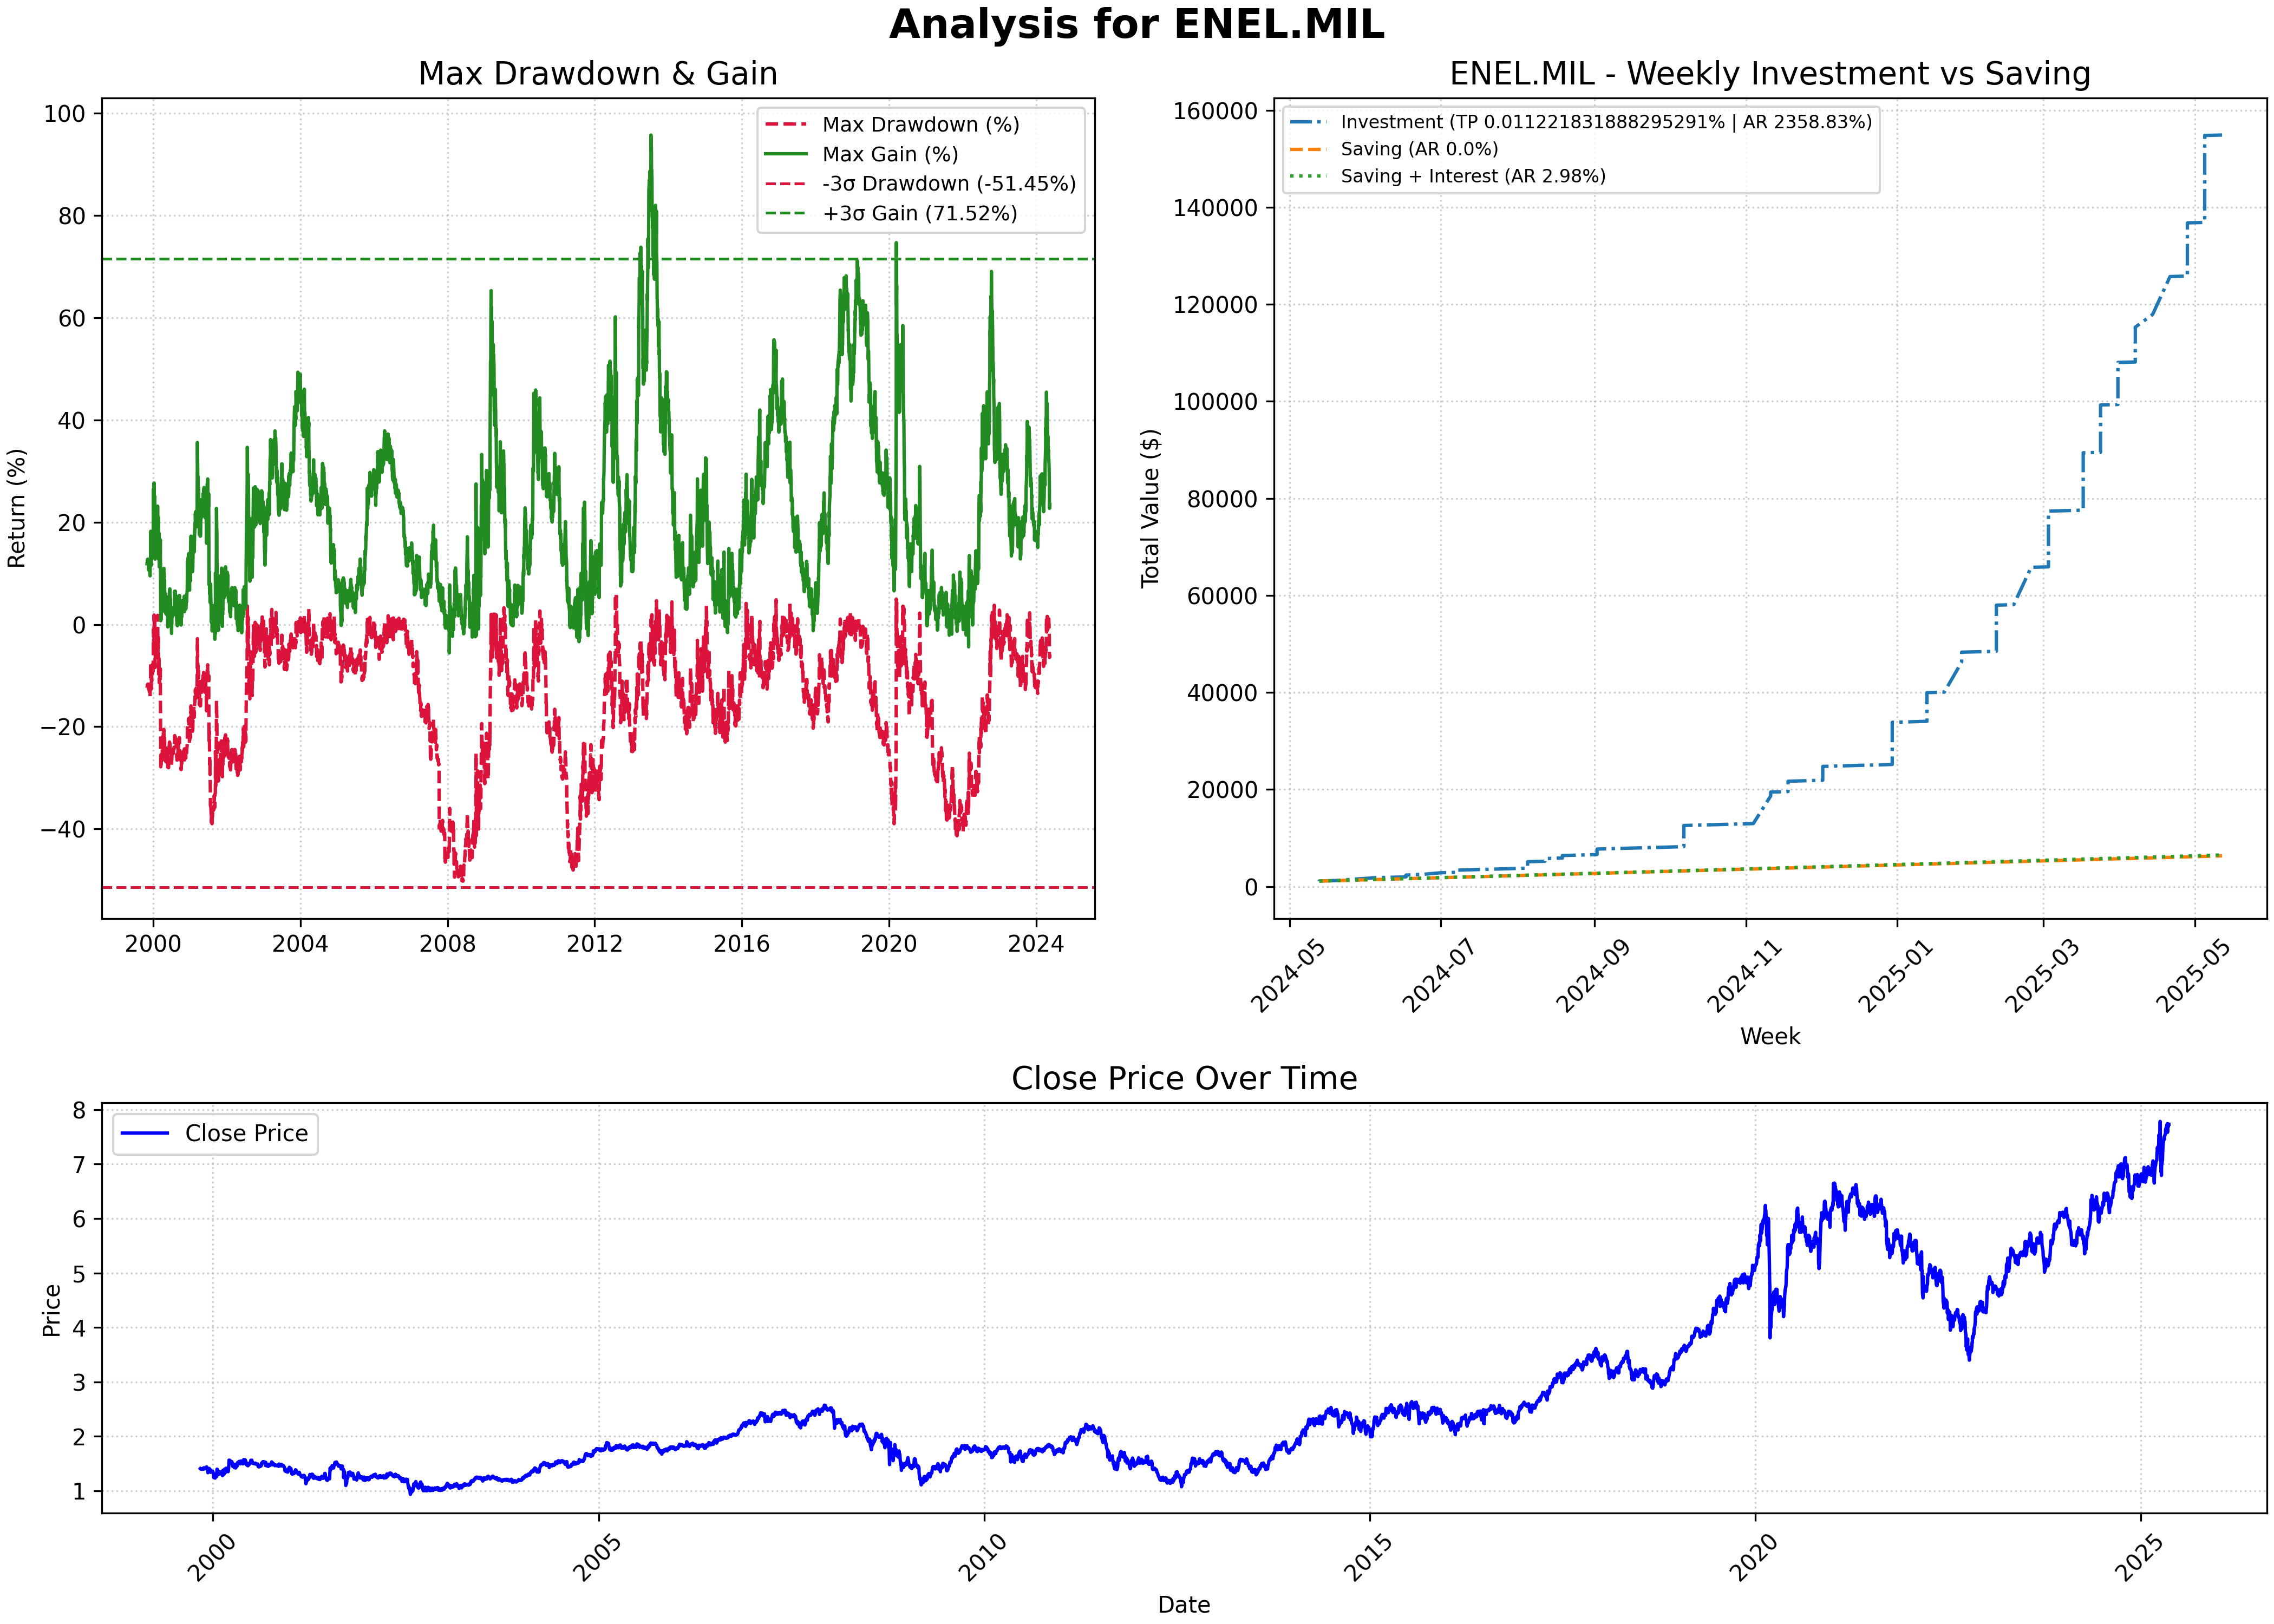 Analysis for ENEL.MIL
Max Drawdown & Gain
Return (%)
100
80
60
40
20
0
−20
−40
2000
2004
2008
2012
2016
2020
2024
Max Drawdown (%)
Max Gain (%)
-3σ Drawdown (-51.45%)
+3σ Gain (71.52%)
ENEL.MIL - Weekly Investment vs Saving
Total Value ($)
160000
140000
120000
100000
80000
60000
40000
20000
0
Investment (TP 0.011221831888295291% | AR 2358.83%)
Saving (AR 0.0%)
Saving + Interest (AR 2.98%)
2024-05
2024-07
2024-09
2024-11
2025-01
2025-03
2025-05
Week
Close Price Over Time
Price
8
7
6
5
4
3
2
1
Close Price
2000
2005
2010
2015
2020
2025
Date